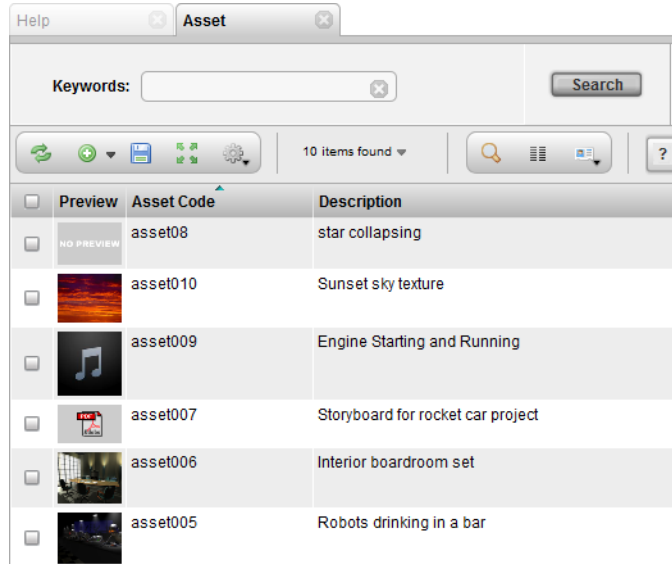 Help Asset
Keywords: Search
10 items found ?
Preview Asset Code Description
NO PREVIEW asset08 star collapsing
asset010 Sunset sky texture
asset009 Engine Starting and Running
PDF asset007 Storyboard for rocket car project
asset006 Interior boardroom set
asset005 Robots drinking in a bar